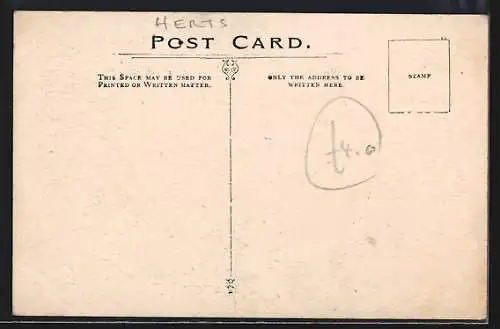 HERTS
POST CARD.
THIS SPACE MAY BE USED FOR
PRINTED OR WRITTEN MATTER.
ONLY THE ADDRESS TO BE
WRITTEN HERE.
STAMP